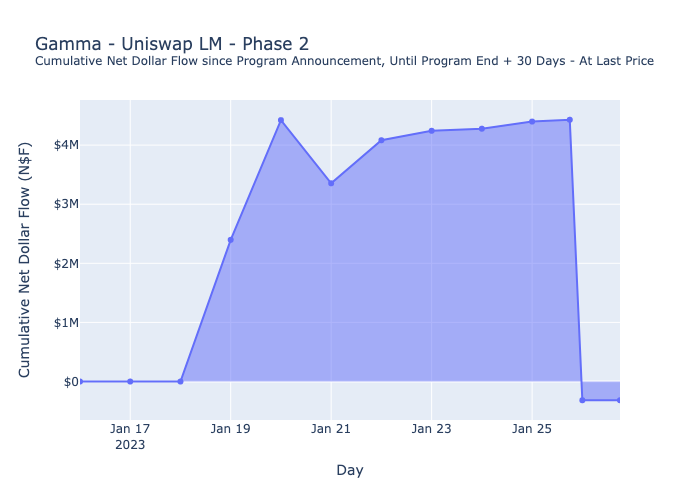 Gamma - Uniswap LM - Phase 2
Cumulative Net Dollar Flow since Program Announcement, Until Program End + 30 Days - At Last Price
Cumulative Net Dollar Flow (N$F)
$4M
$3M
$2M
$1M
$0
Jan 17
2023
Jan 19
Jan 21
Jan 23
Jan 25
Day